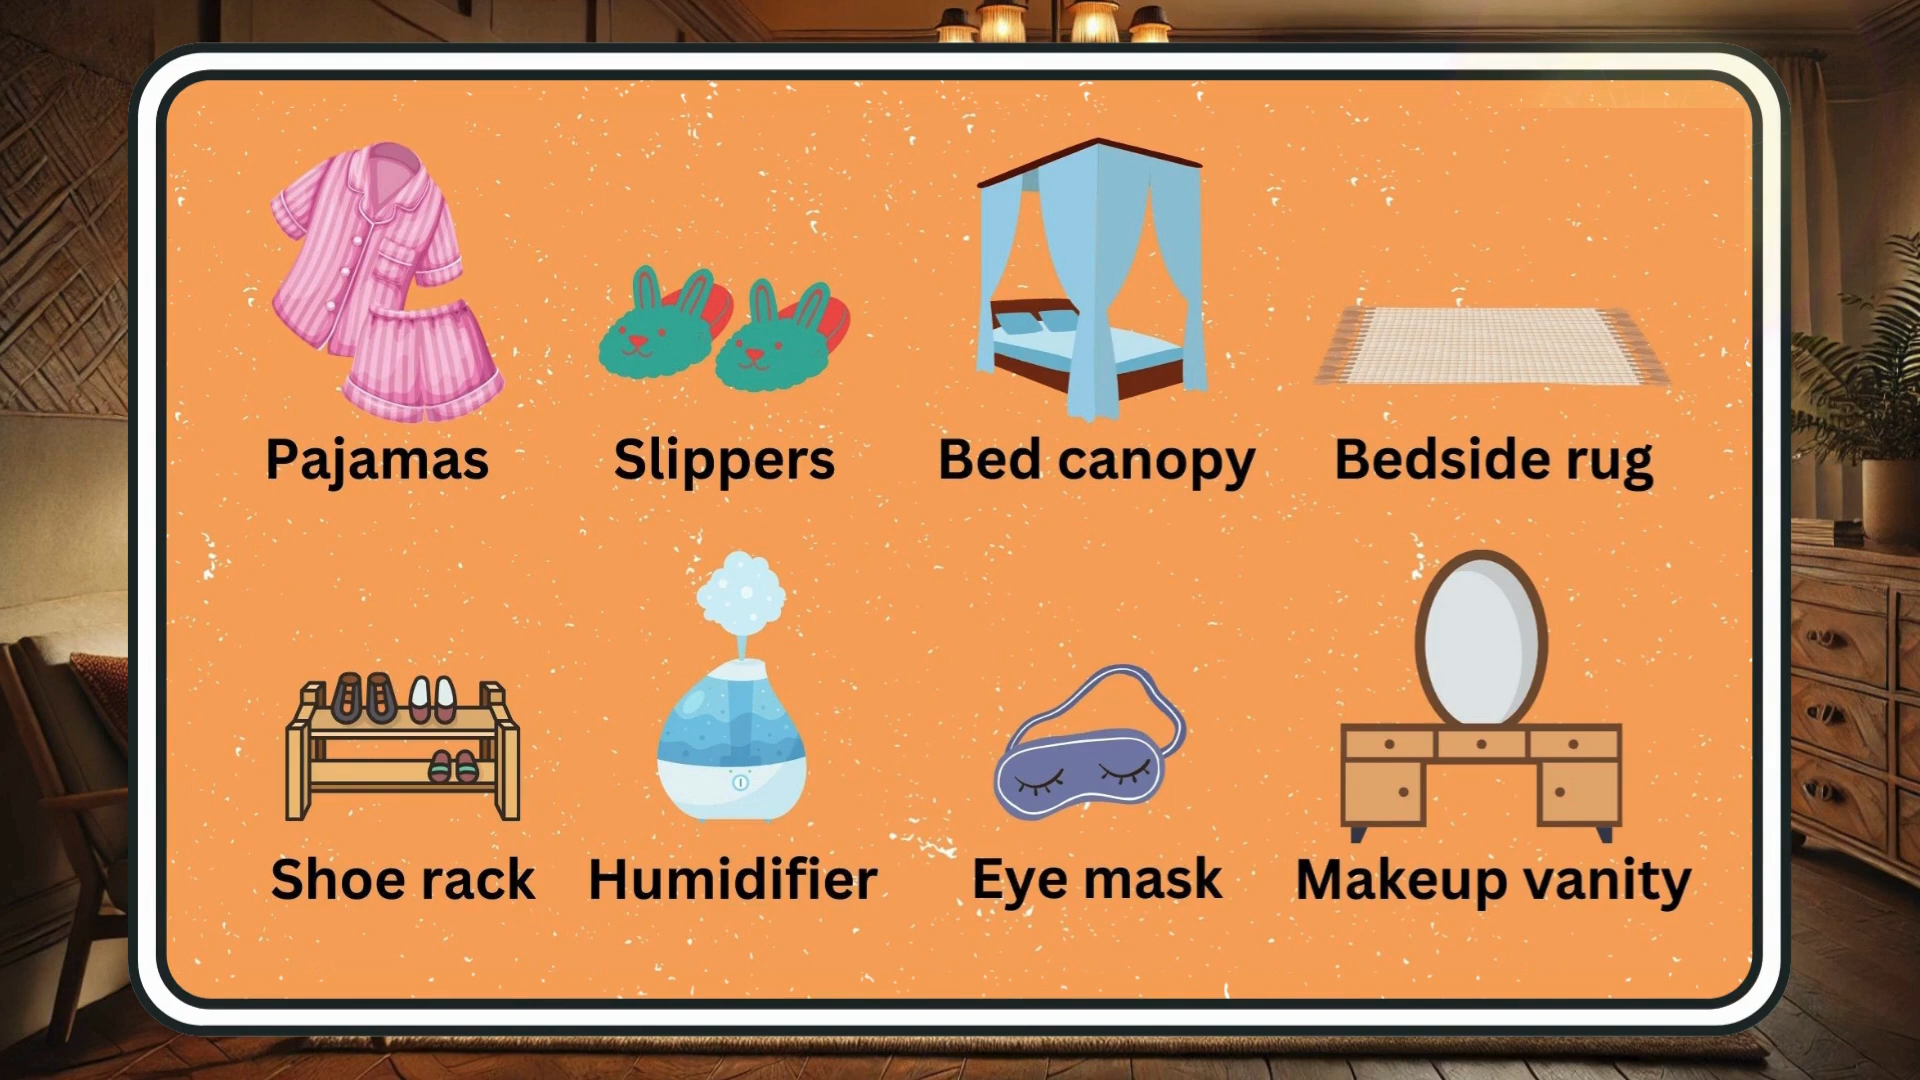 Pajamas
Slippers
Bed canopy
Bedside rug
Shoe rack
Humidifier
Eye mask
Makeup vanity